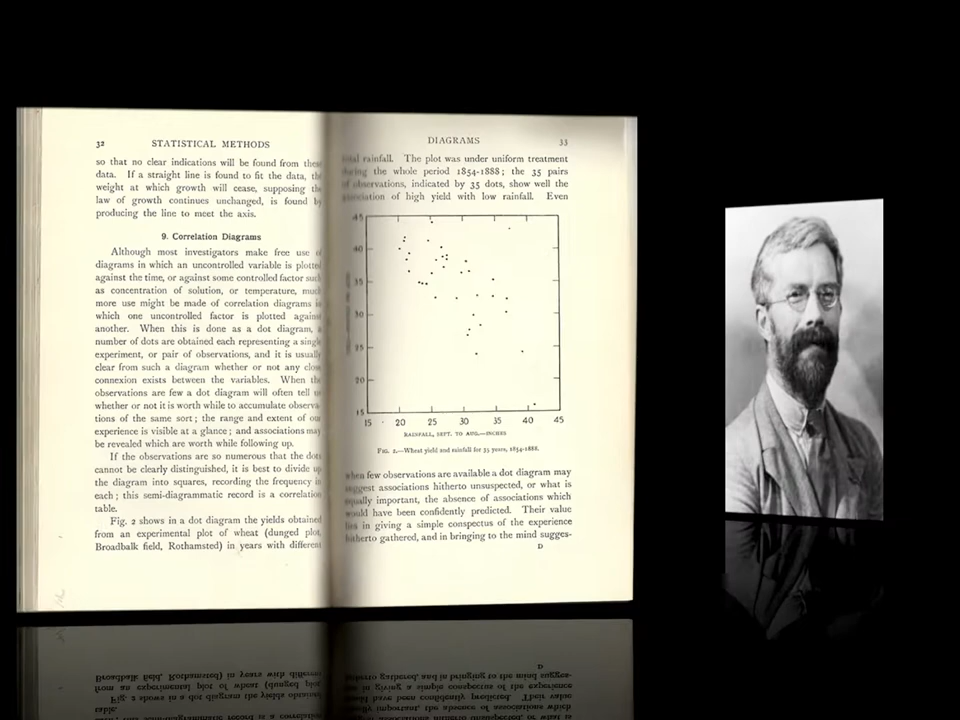 32 STATISTICAL METHODS
so that no clear indications will be found from these
data. If a straight line is found to fit the data, the
weight at which growth will cease, supposing the
law of growth continues unchanged, is found by
producing the line to meet the axis.
9. Correlation Diagrams
Although most investigators make free use of
diagrams in which an uncontrolled variable is plotted
against the time, or against some controlled factor such
as concentration of solution, or temperature, much
more use might be made of correlation diagrams in
which one uncontrolled factor is plotted against
another. When this is done as a dot diagram, a
number of dots are obtained each representing a single
experiment, or pair of observations, and it is usually
clear from such a diagram whether or not any close
connexion exists between the variables. When the
observations are few a dot diagram will often tell us
whether or not it is worth while to accumulate observa-
tions of the same sort; the range and extent of our
experience is visible at a glance; and associations may
be revealed which are worth while following up.
If the observations are so numerous that the dots
cannot be clearly distinguished, it is best to divide up
the diagram into squares, recording the frequency in
each; this semi-diagrammatic record is a correlation
table.
Fig. 2 shows in a dot diagram the yields obtained
from an experimental plot of wheat (dunged plot,
Broadbalk field, Rothamsted) in years with different
DIAGRAMS 33
total rainfall. The plot was under uniform treatment
during the whole period 1854-1888; the 35 pairs
of observations, indicated by 35 dots, show well the
association of high yield with low rainfall. Even
45
40
35
30
25
20
15
15 20 25 30 35 40 45
RAINFALL, SEPT. TO AUG.—INCHES
FIG. 2.—Wheat yield and rainfall for 35 years, 1854-1888.
when few observations are available a dot diagram may
suggest associations hitherto unsuspected, or what is
equally important, the absence of associations which
would have been confidently predicted. Their value
lies in giving a simple conspectus of the experience
hitherto gathered, and in bringing to the mind sugges-
D